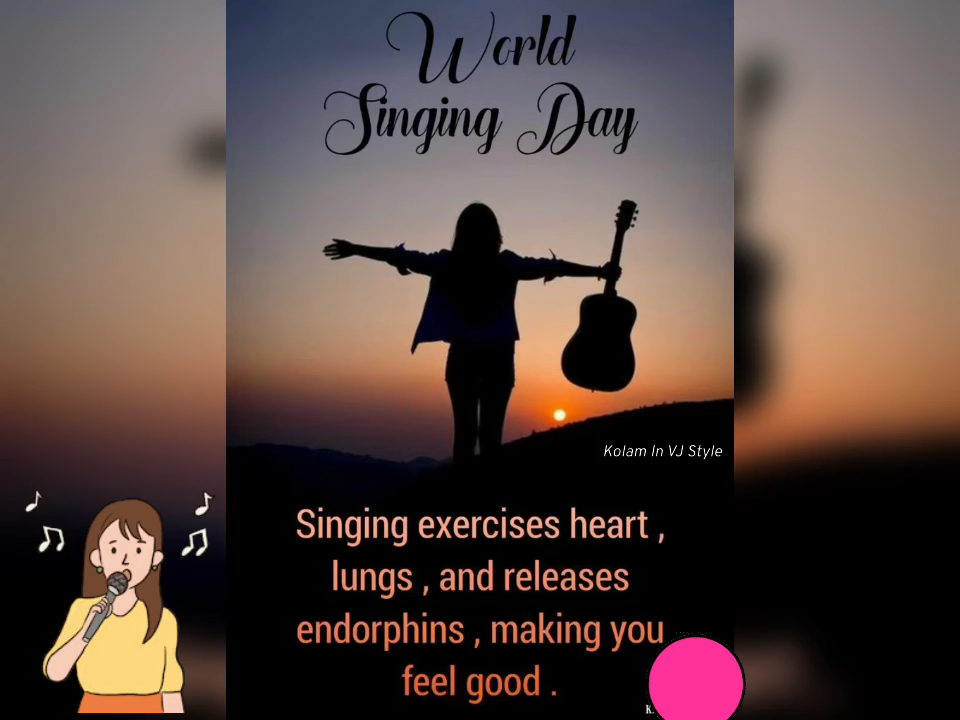 World
Singing Day
Kolam In VJ Style
Singing exercises heart ,
lungs , and releases
endorphins , making you
feel good .
K.